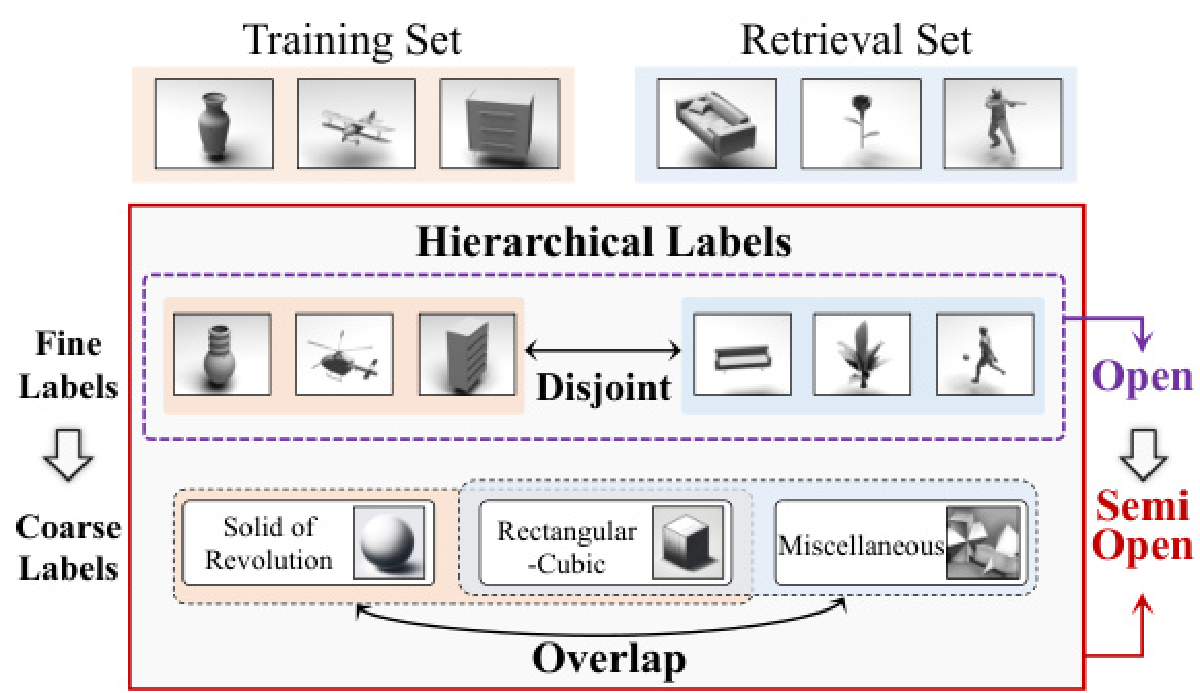 Training Set
Retrieval Set
Hierarchical Labels
Fine
Labels
Disjoint
Open
Coarse
Labels
Solid of
Revolution
Rectangular
-Cubic
Miscellaneous
Semi
Open
Overlap